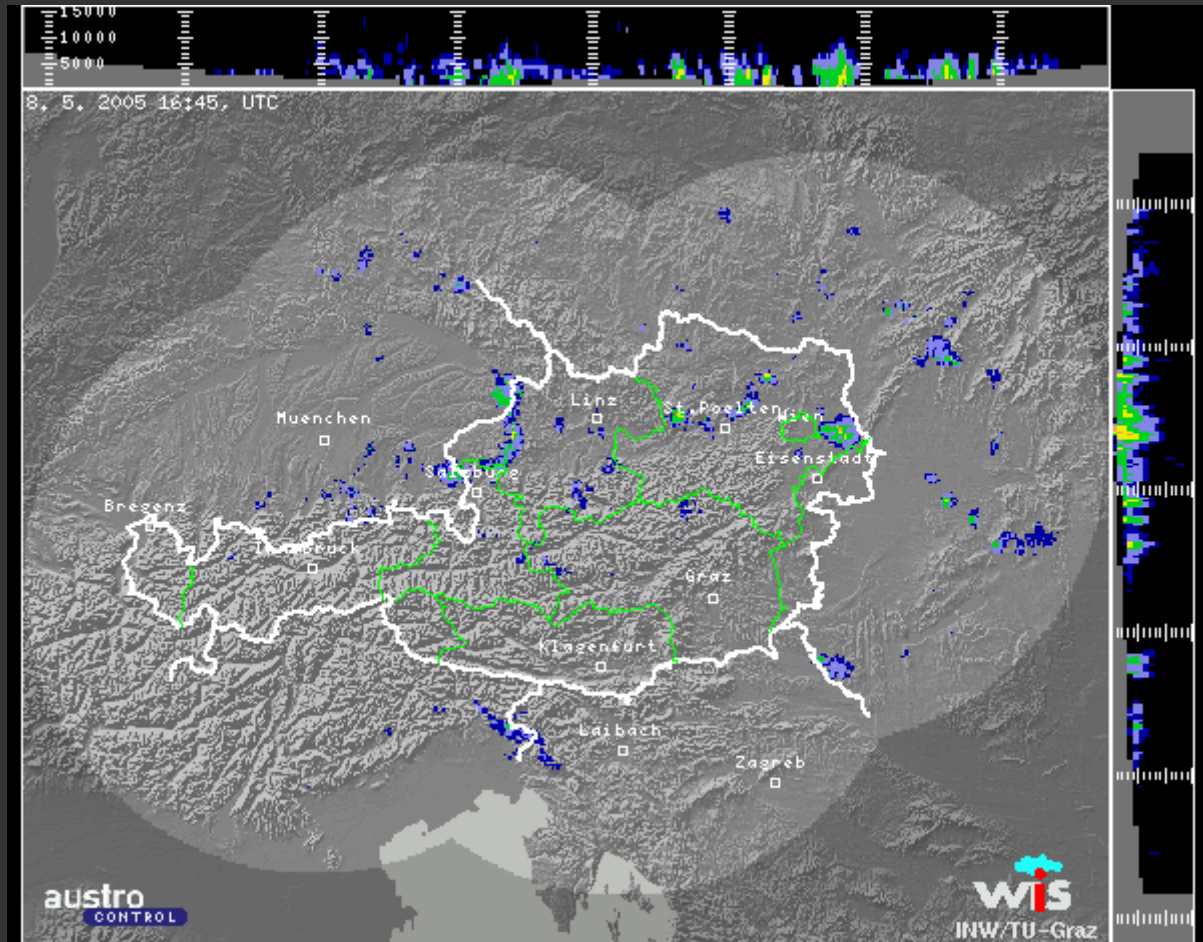 15000
10000
5000
8. 5. 2005 16:45, UTC
Linz
Muenchen
St.Poelten
Wien
Eisenstadt
Salzburg
Bregenz
Innsbruck
Graz
Klagenfurt
Laibach
Zagreb
austro
CONTROL
wis
INW/TU-Graz